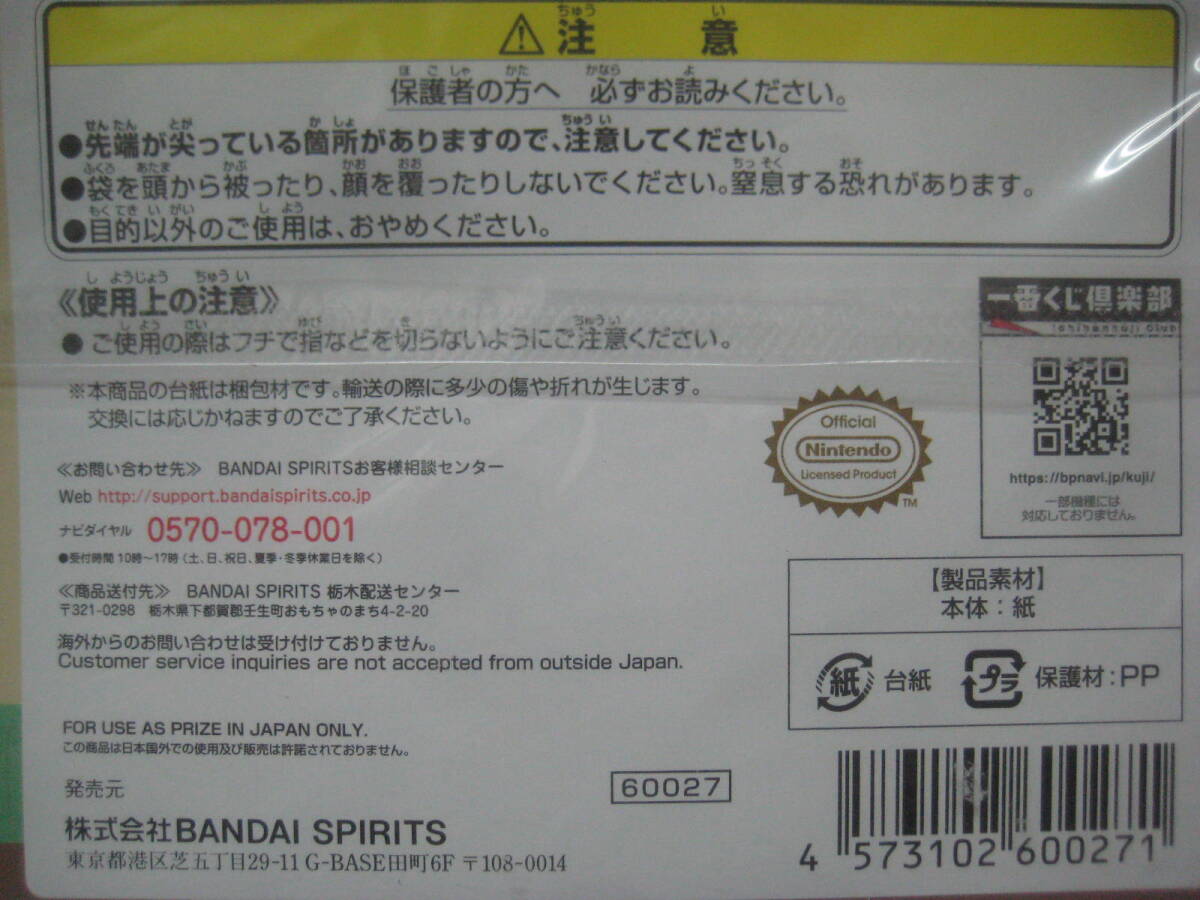 ⚠注意
保護者の方へ 必ずお読みください。
●先端が尖っている箇所がありますので、注意してください。
●袋を頭から被ったり、顔を覆ったりしないでください。窒息する恐れがあります。
●目的以外のご使用は、おやめください。
《使用上の注意》
●ご使用の際はフチで指などを切らないようにご注意ください。
※本商品の台紙は梱包材です。輸送の際に多少の傷や折れが生じます。
交換には応じかねますのでご了承ください。
≪お問い合わせ先≫ BANDAI SPIRITSお客様相談センター
Web http://support.bandaispirits.co.jp
ナビダイヤル 0570-078-001
●受付時間 10時〜17時（土、日、祝日、夏季・冬季休業日を除く）
≪商品送付先≫ BANDAI SPIRITS 栃木配送センター
〒321-0298 栃木県下都賀郡壬生町おもちゃのまち4-2-20
海外からのお問い合わせは受け付けておりません。
Customer service inquiries are not accepted from outside Japan.
FOR USE AS PRIZE IN JAPAN ONLY.
この商品は日本国外での使用及び販売は許諾されておりません。
発売元
株式会社BANDAI SPIRITS
東京都港区芝五丁目29-11 G-BASE田町6F 〒108-0014
60027
Official
Nintendo
Licensed Product
TM
一番くじ倶楽部
Ichibankuji Club
https://bpnavi.jp/kuji/
一部機種には
対応しておりません。
【製品素材】
本体：紙
紙 台紙
プラ 保護材：PP
4 573102 600271